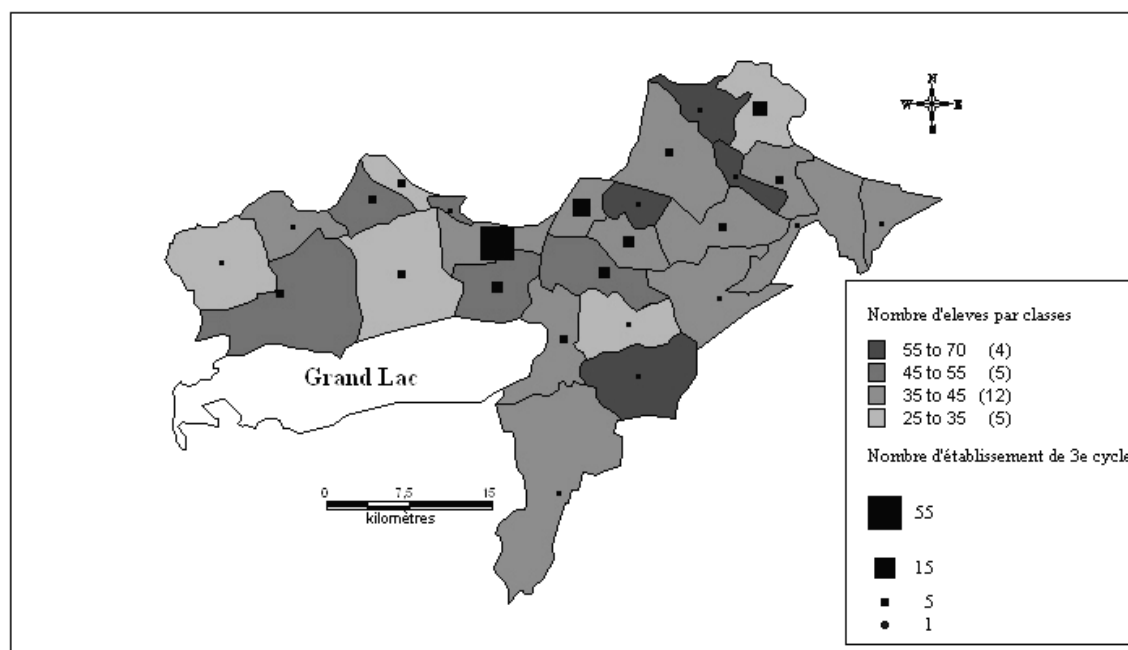 N
W E
S
Grand Lac
0 7,5 15
kilomètres
Nombre d'eleves par classes
55 to 70 (4)
45 to 55 (5)
35 to 45 (12)
25 to 35 (5)
Nombre d'établissement de 3e cycle
55
15
5
1